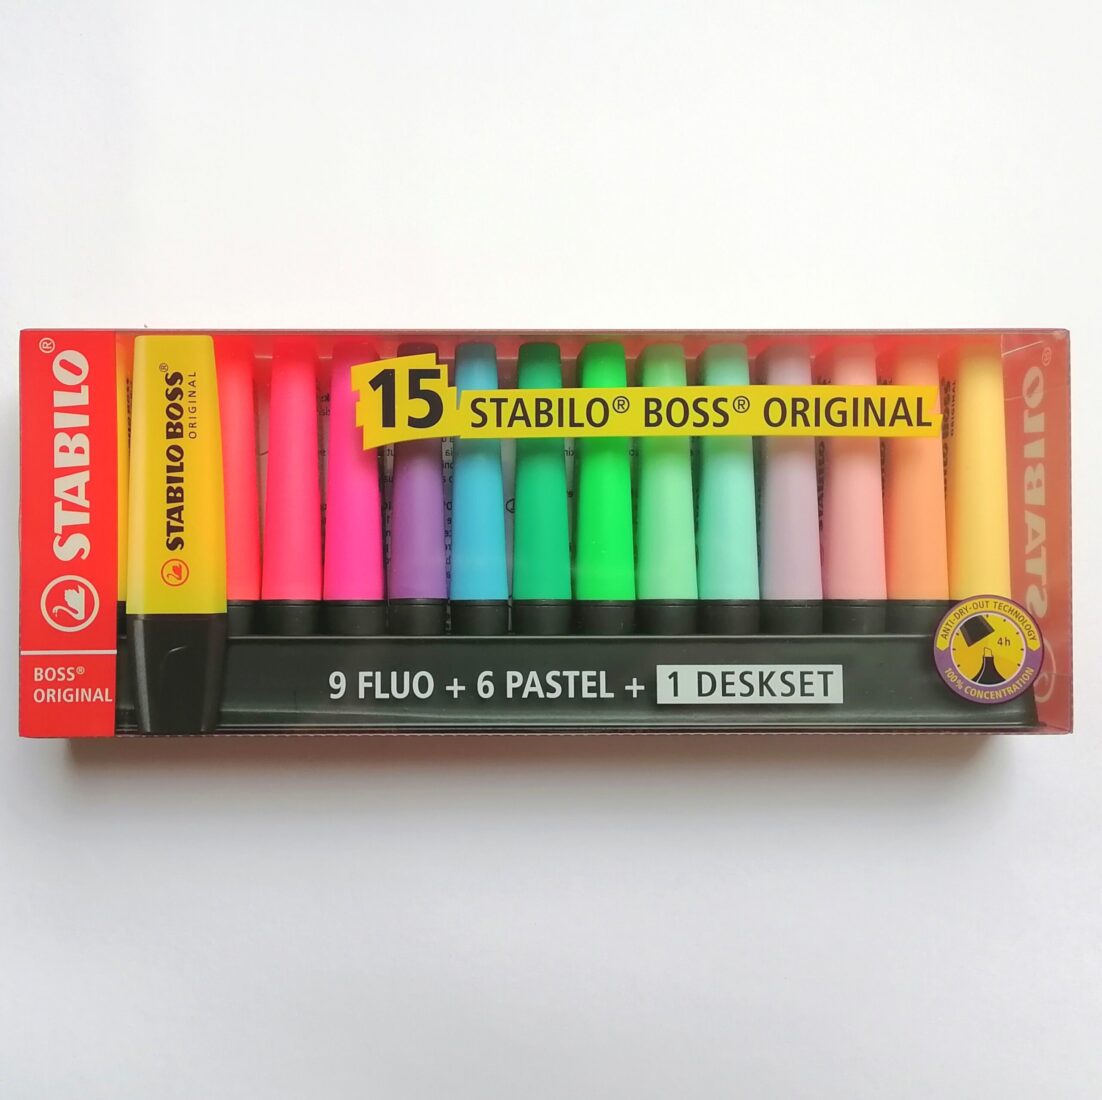 STABILO®
BOSS®
ORIGINAL
STABILO BOSS®
ORIGINAL
15 STABILO® BOSS® ORIGINAL
9 FLUO + 6 PASTEL + 1 DESKSET
ANTI-DRY-OUT TECHNOLOGY
4h
100% CONCENTRATION
STABILO®